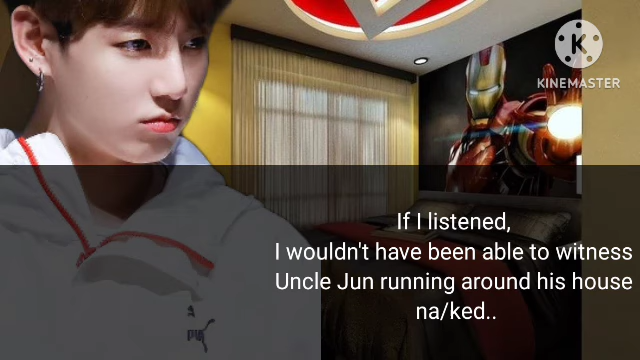 KINEMASTER
If I listened,
I wouldn't have been able to witness
Uncle Jun running around his house
na/ked..